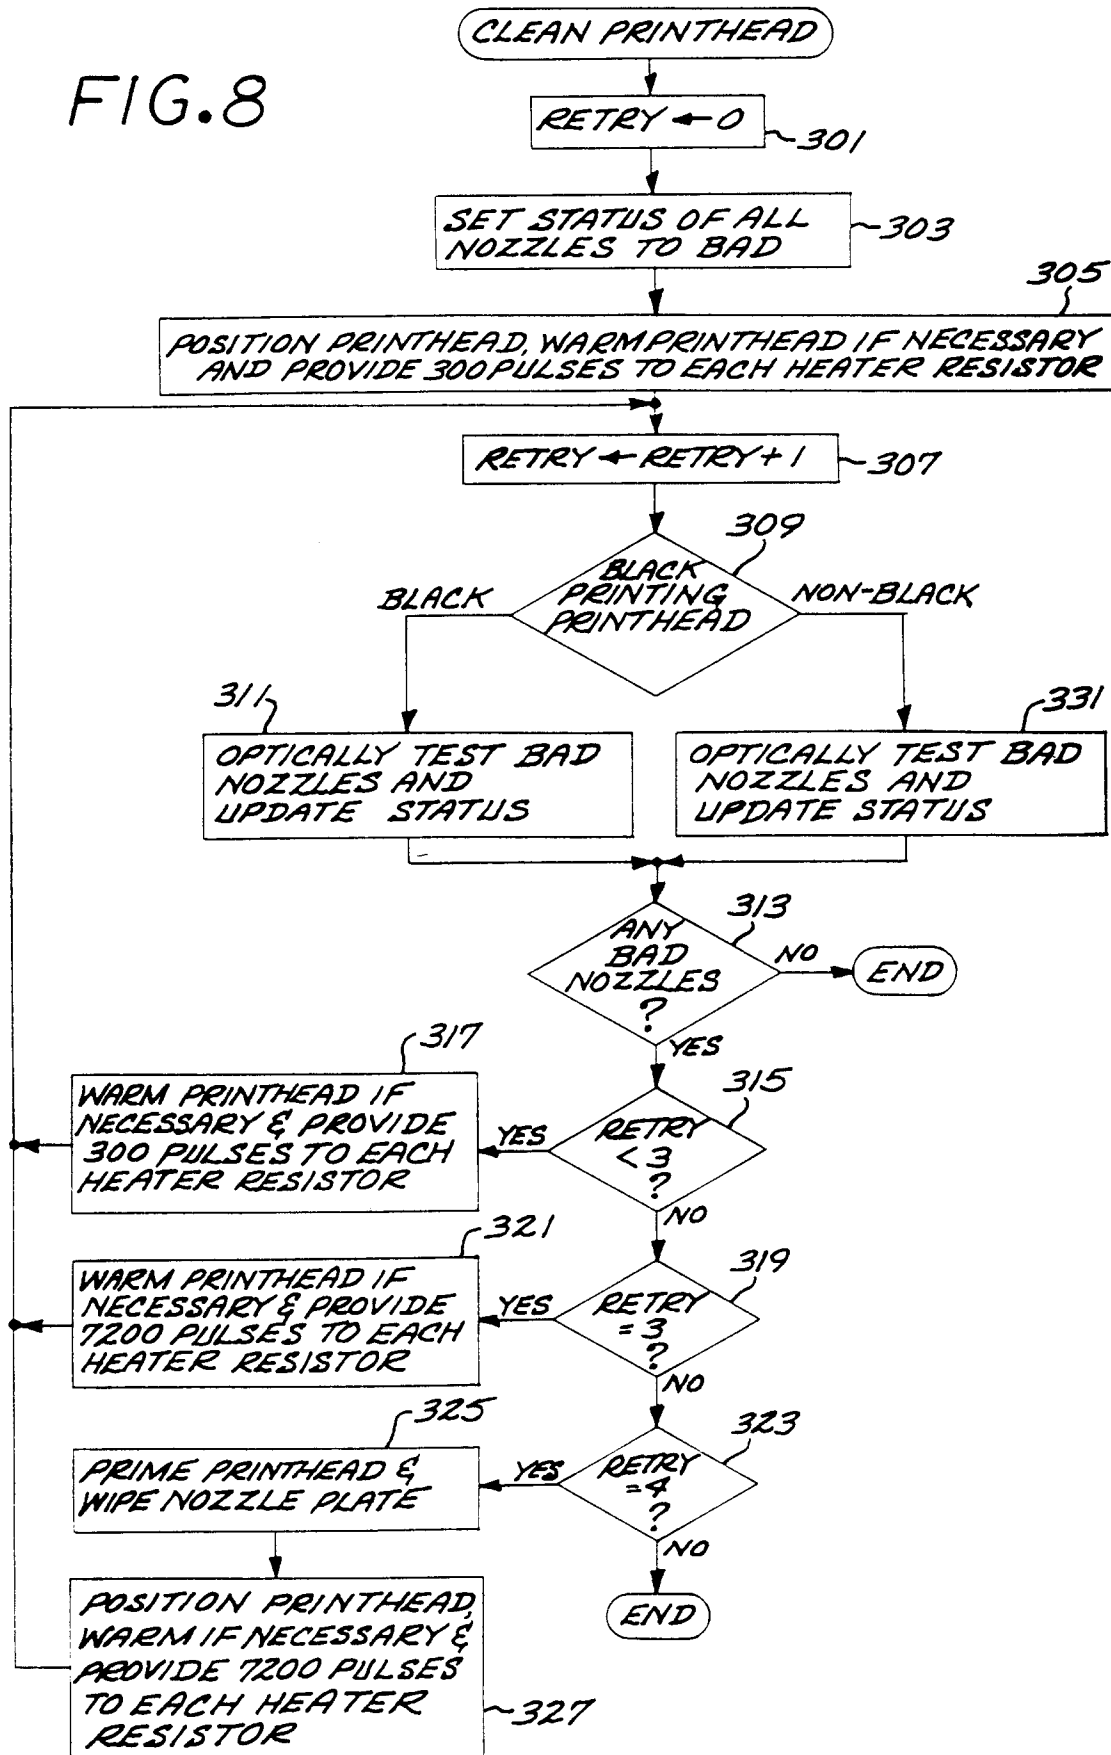 CLEAN PRINTHEAD
FIG.8
RETRY ← 0
301
SET STATUS OF ALL
NOZZLES TO BAD
303
305
POSITION PRINTHEAD, WARM PRINTHEAD IF NECESSARY
AND PROVIDE 300 PULSES TO EACH HEATER RESISTOR
RETRY ← RETRY + 1
307
309
BLACK
PRINTING
PRINTHEAD
BLACK
NON-BLACK
311
OPTICALLY TEST BAD
NOZZLES AND
UPDATE STATUS
331
OPTICALLY TEST BAD
NOZZLES AND
UPDATE STATUS
313
ANY
BAD
NOZZLES
?
NO
END
YES
317
WARM PRINTHEAD IF
NECESSARY & PROVIDE
300 PULSES TO EACH
HEATER RESISTOR
YES
315
RETRY
< 3
?
NO
321
WARM PRINTHEAD IF
NECESSARY & PROVIDE
7200 PULSES TO EACH
HEATER RESISTOR
YES
319
RETRY
= 3
?
NO
325
PRIME PRINTHEAD &
WIPE NOZZLE PLATE
YES
323
RETRY
=4
?
NO
END
POSITION PRINTHEAD,
WARM IF NECESSARY &
PROVIDE 7200 PULSES
TO EACH HEATER
RESISTOR
327